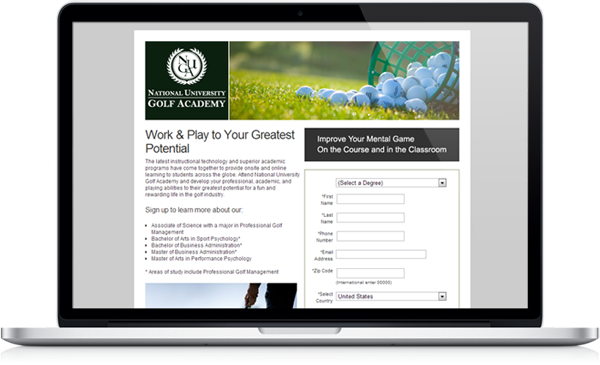 NU
GA
NATIONAL UNIVERSITY
GOLF ACADEMY
Work & Play to Your Greatest
Potential
The latest instructional technology and superior academic
programs have come together to provide onsite and online
learning to students across the globe. Attend National University
Golf Academy and develop your professional, academic, and
playing abilities to their greatest potential for a fun and
rewarding life in the golf industry.
Sign up to learn more about our:
• Associate of Science with a major in Professional Golf
Management
• Bachelor of Arts in Sport Psychology*
• Bachelor of Business Administration*
• Master of Business Administration*
• Master of Arts in Performance Psychology
* Areas of study include Professional Golf Management
Improve Your Mental Game
On the Course and in the Classroom
(Select a Degree)
*First
Name
*Last
Name
*Phone
Number
*Email
Address
*Zip Code
(International enter 00000)
*Select
Country
United States